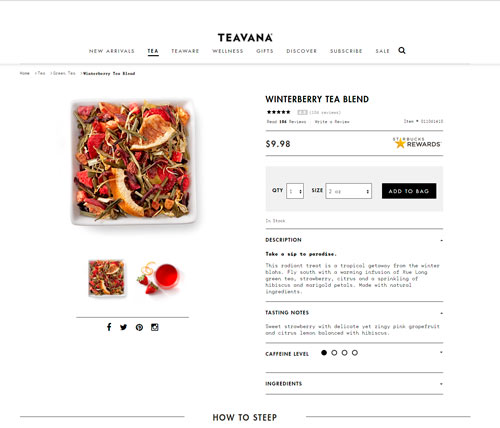 TEAVANA
NEW ARRIVALS TEA TEAWARE WELLNESS GIFTS DISCOVER SUBSCRIBE SALE
Home >Tea >Green Tea >Winterberry Tea Blend
WINTERBERRY TEA BLEND
(106 reviews)
Read 106 Reviews Write a Review Item #
$9.98
STARBUCKS
REWARDS
QTY 1 SIZE 2 oz ADD TO BAG
In Stock
DESCRIPTION
Take a sip to paradise.
This radiant treat is a tropical getaway from the winter
blahs. Fly south with a warming infusion of Xue Long
green tea, strawberry, citrus and a sprinkling of
hibiscus and marigold petals. Made with natural
ingredients.
TASTING NOTES
Sweet strawberry with delicate yet zingy pink grapefruit
and citrus lemon balanced with hibiscus.
CAFFEINE LEVEL
INGREDIENTS
HOW TO STEEP